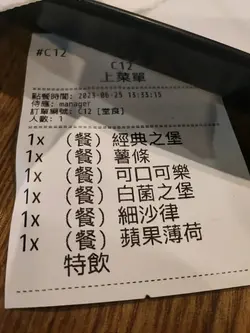 #C12
C12
上菜單
點餐時間: 2023-06-25 15:55:15
侍應: manager
訂單編號: C12 [堂食]
人數: 1
1x （餐）經典之堡
1x （餐）薯條
1x （餐）可口可樂
1x （餐）白菌之堡
1x （餐）細沙律
1x （餐）蘋果薄荷
特飲